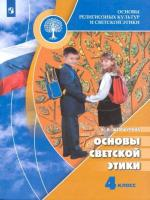 ОСНОВЫ
РЕЛИГИОЗНЫХ КУЛЬТУР
И СВЕТСКОЙ ЭТИКИ
ОСНОВЫ
СВЕТСКОЙ
ЭТИКИ
4 КЛАСС